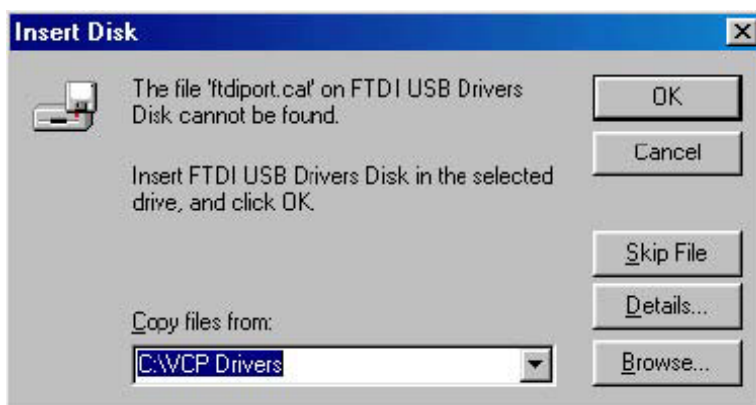 Insert Disk
The file 'ftdiport.cat' on FTDI USB Drivers
Disk cannot be found.
Insert FTDI USB Drivers Disk in the selected
drive, and click OK.
Copy files from:
C:\VCP Drivers
OK
Cancel
Skip File
Details...
Browse...